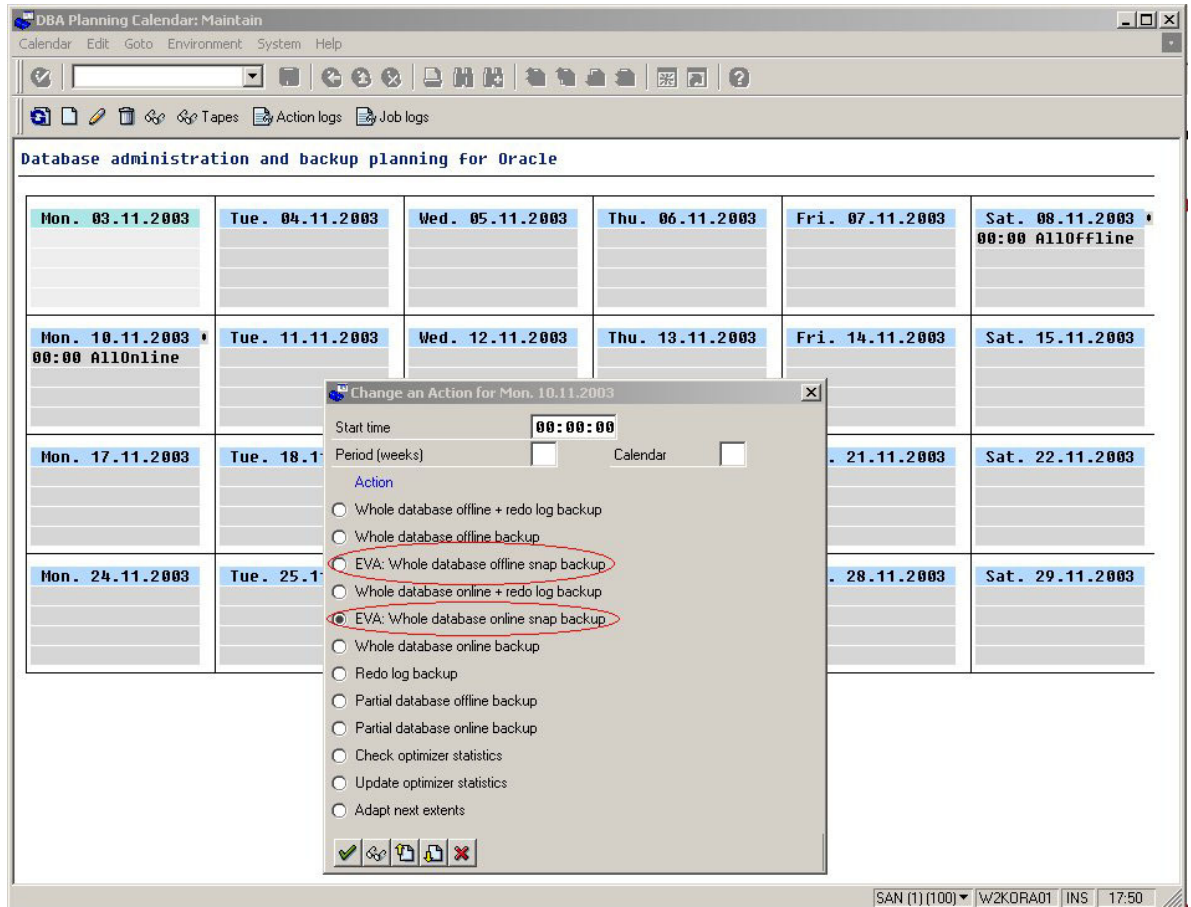 DBA Planning Calendar: Maintain
Calendar Edit Goto Environment System Help
Tapes Action logs Job logs
Database administration and backup planning for Oracle
Mon. 03.11.2003 Tue. 04.11.2003 Wed. 05.11.2003 Thu. 06.11.2003 Fri. 07.11.2003 Sat. 08.11.2003
00:00 AllOffline
Mon. 10.11.2003 Tue. 11.11.2003 Wed. 12.11.2003 Thu. 13.11.2003 Fri. 14.11.2003 Sat. 15.11.2003
00:00 AllOnline
Change an Action for Mon. 10.11.2003
Start time 00:00:00
Mon. 17.11.2003 Tue. 18.1 Period (weeks) Calendar . 21.11.2003 Sat. 22.11.2003
Action
Whole database offline + redo log backup
Whole database offline backup
EVA: Whole database offline snap backup
Mon. 24.11.2003 Tue. 25.1 . 28.11.2003 Sat. 29.11.2003
Whole database online + redo log backup
EVA: Whole database online snap backup
Whole database online backup
Redo log backup
Partial database offline backup
Partial database online backup
Check optimizer statistics
Update optimizer statistics
Adapt next extents
SAN (1) (100) W2KORA01 INS 17:50